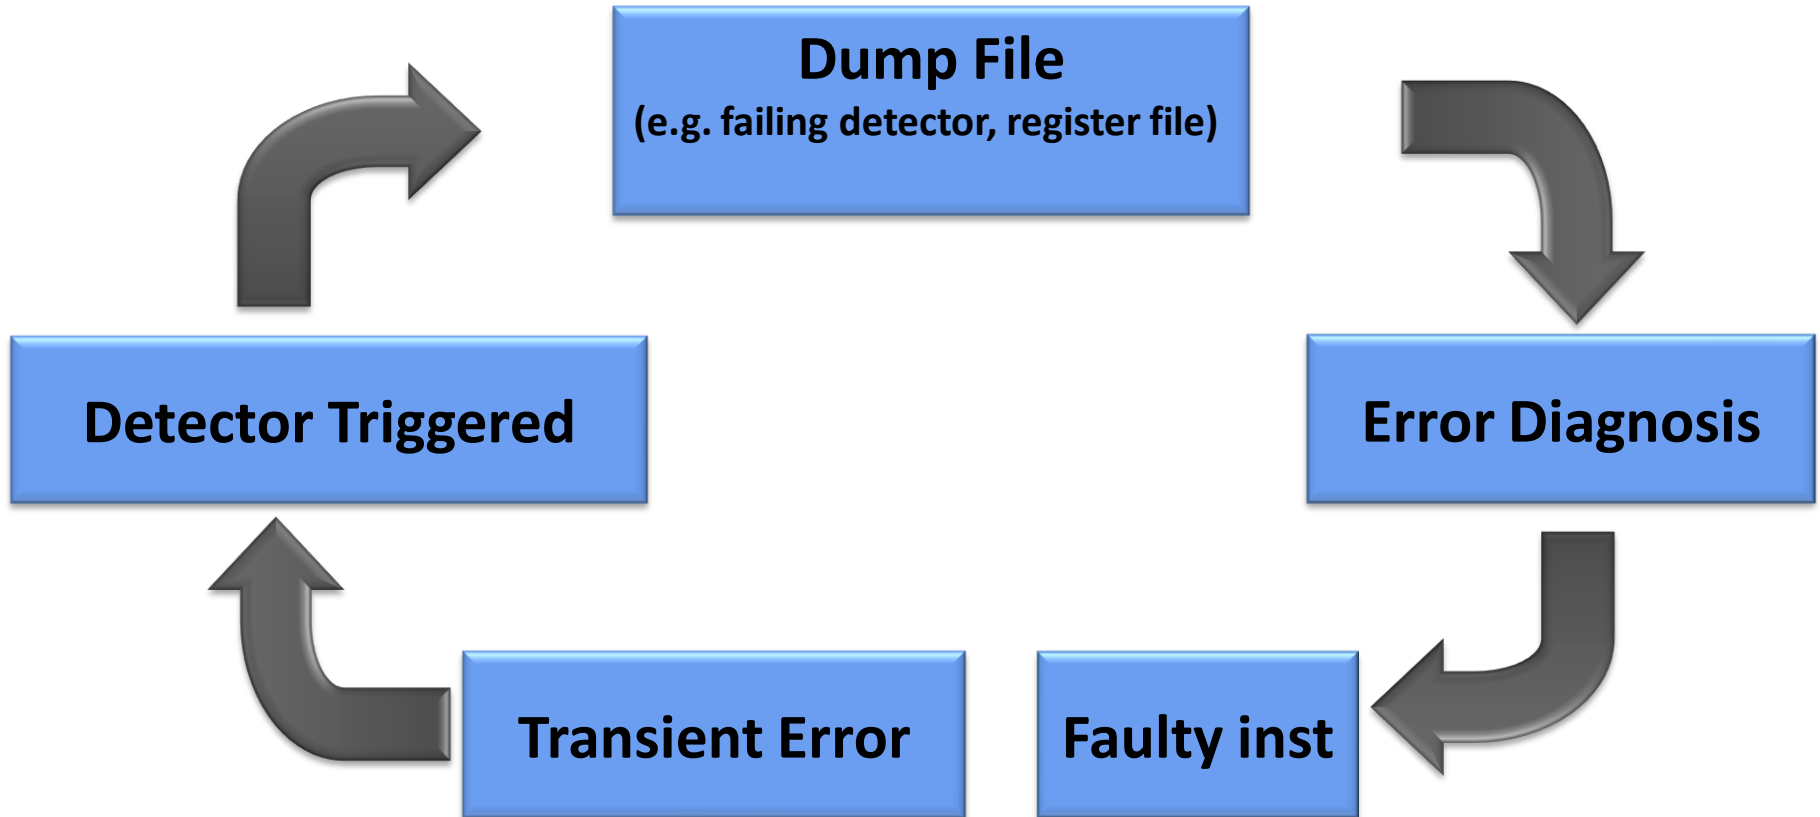 Dump File
(e.g. failing detector, register file)
Detector Triggered
Error Diagnosis
Transient Error
Faulty inst